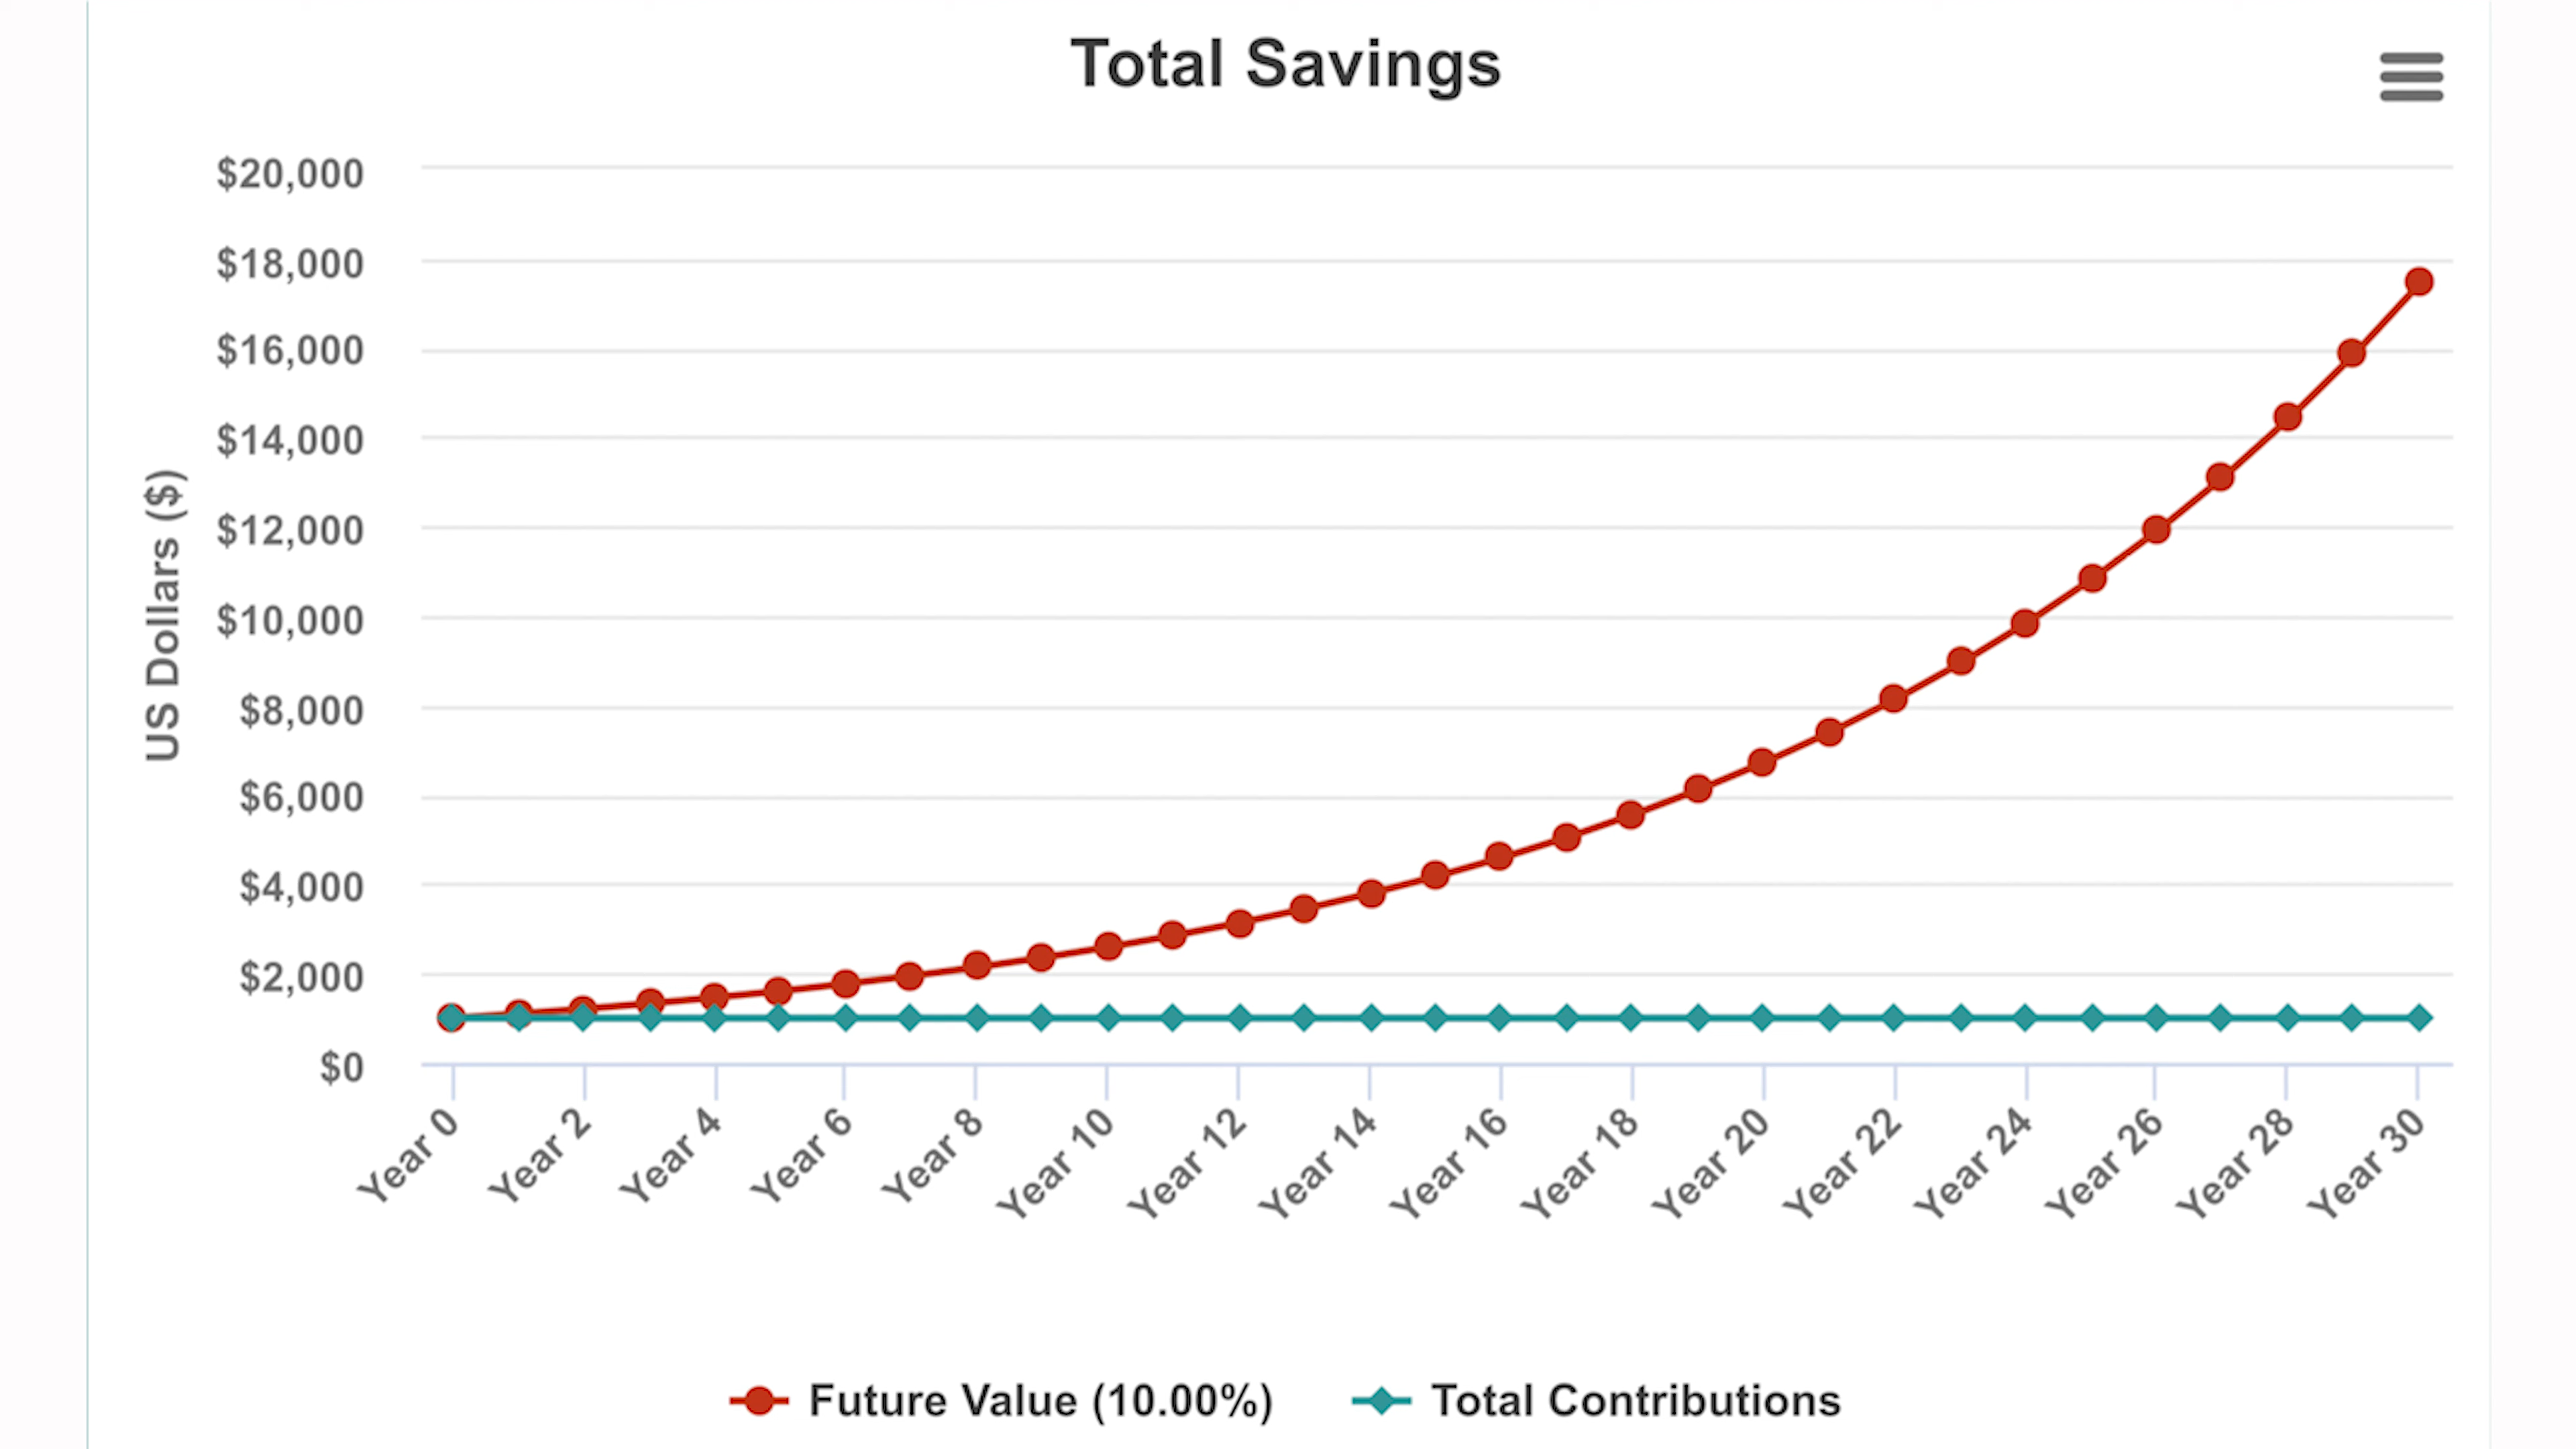 Total Savings
$20,000
$18,000
$16,000
$14,000
$12,000
$10,000
$8,000
$6,000
$4,000
$2,000
$0
US Dollars ($)
Year 0
Year 2
Year 4
Year 6
Year 8
Year 10
Year 12
Year 14
Year 16
Year 18
Year 20
Year 22
Year 24
Year 26
Year 28
Year 30
Future Value (10.00%)
Total Contributions